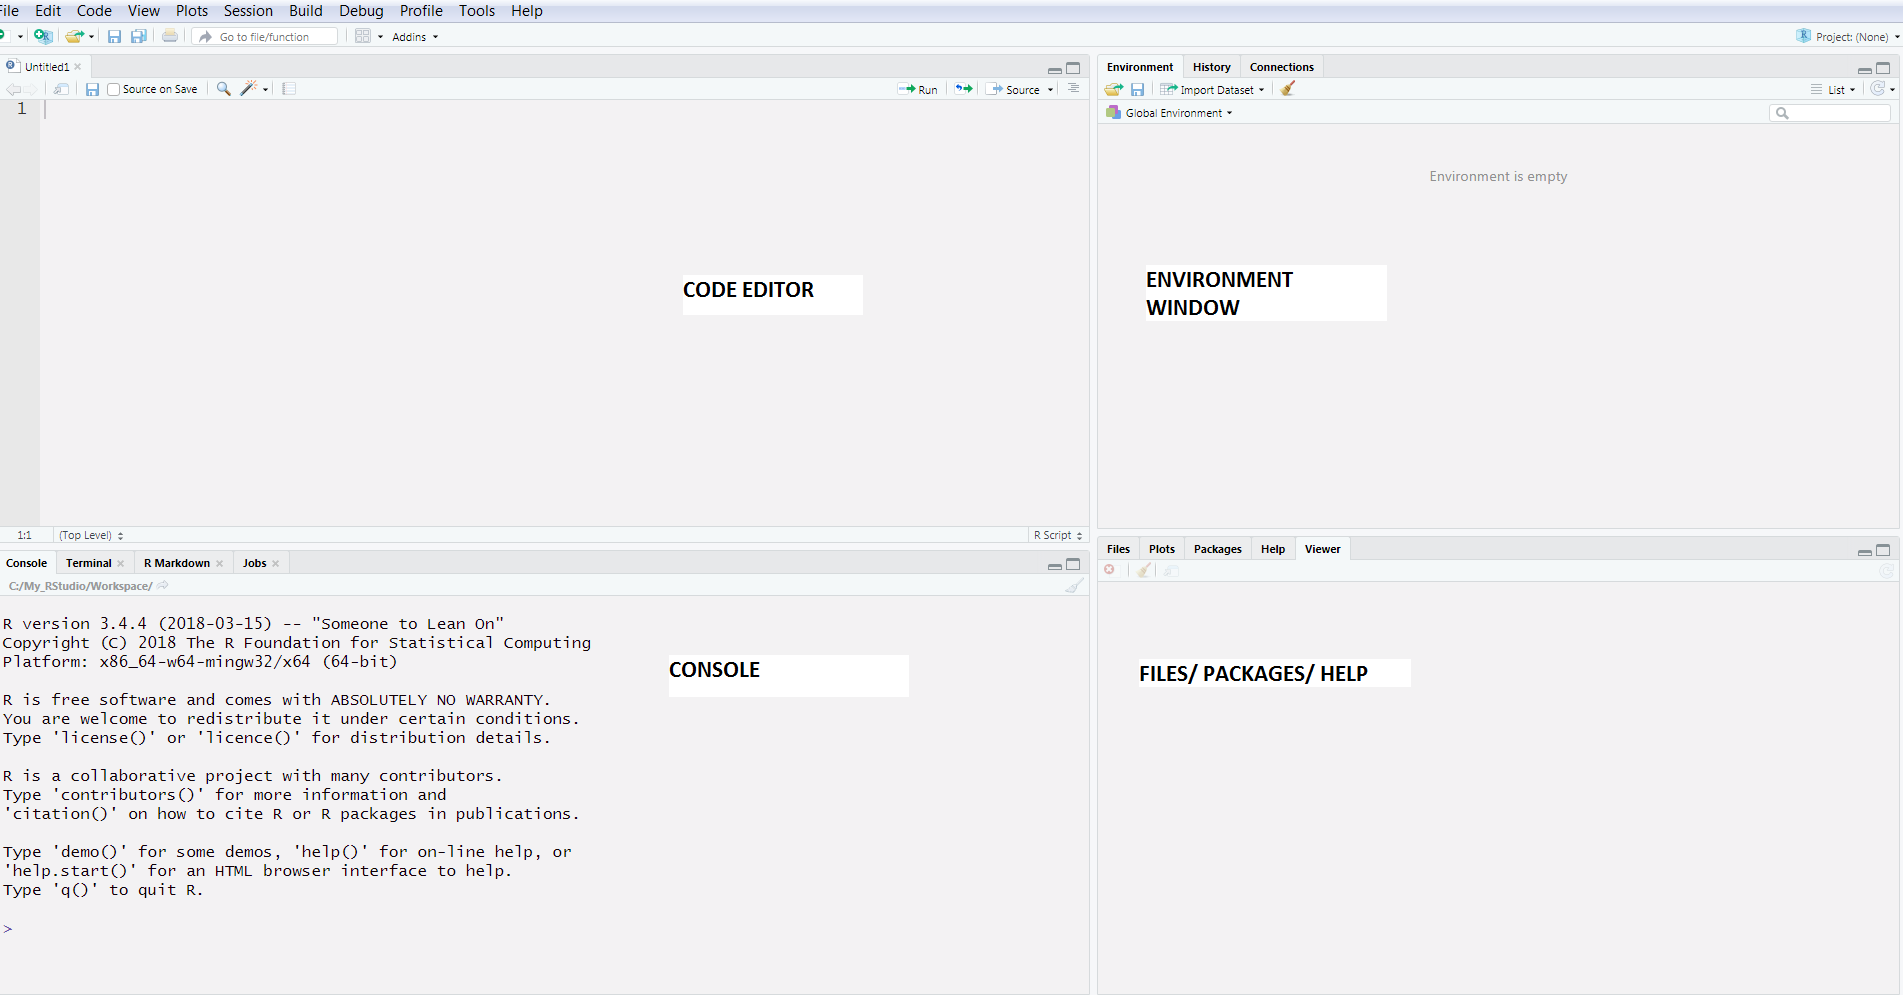 File Edit Code View Plots Session Build Debug Profile Tools Help
Go to file/function Addins Project: (None)
Untitled1
Source on Save Run Source
1
CODE EDITOR
1:1 (Top Level) R Script
Environment History Connections
Import Dataset List
Global Environment
Environment is empty
ENVIRONMENT
WINDOW
Console Terminal R Markdown Jobs
C:/My_RStudio/Workspace/
R version 3.4.4 (2018-03-15) -- "Someone to Lean On"
Copyright (C) 2018 The R Foundation for Statistical Computing
Platform: x86_64-w64-mingw32/x64 (64-bit)
R is free software and comes with ABSOLUTELY NO WARRANTY.
You are welcome to redistribute it under certain conditions.
Type 'license()' or 'licence()' for distribution details.
R is a collaborative project with many contributors.
Type 'contributors()' for more information and
'citation()' on how to cite R or R packages in publications.
Type 'demo()' for some demos, 'help()' for on-line help, or
'help.start()' for an HTML browser interface to help.
Type 'q()' to quit R.
>
CONSOLE
Files Plots Packages Help Viewer
FILES/ PACKAGES/ HELP